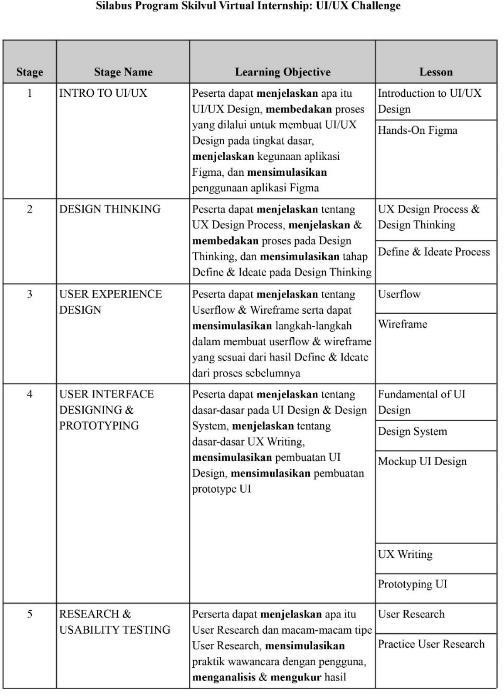 Silabus Program Skilvul Virtual Internship: UI/UX Challenge
Stage
Stage Name
Learning Objective
Lesson
1
INTRO TO UI/UX
Peserta dapat menjelaskan apa itu
UI/UX Design, membedakan proses
yang dilalui untuk membuat UI/UX
Design pada tingkat dasar,
menjelaskan kegunaan aplikasi
Figma, dan mensimulasikan
penggunaan aplikasi Figma
Introduction to UI/UX
Design
Hands-On Figma
2
DESIGN THINKING
Peserta dapat menjelaskan tentang
UX Design Process, menjelaskan &
membedakan proses pada Design
Thinking, dan mensimulasikan tahap
Define & Ideate pada Design Thinking
UX Design Process &
Design Thinking
Define & Ideate Process
3
USER EXPERIENCE
DESIGN
Peserta dapat menjelaskan tentang
Userflow & Wireframe serta dapat
mensimulasikan langkah-langkah
dalam membuat userflow & wireframe
yang sesuai dari hasil Define & Ideate
dari proses sebelumnya
Userflow
Wireframe
4
USER INTERFACE
DESIGNING &
PROTOTYPING
Peserta dapat menjelaskan tentang
dasar-dasar pada UI Design & Design
System, menjelaskan tentang
dasar-dasar UX Writing,
mensimulasikan pembuatan UI
Design, mensimulasikan pembuatan
prototype UI
Fundamental of UI
Design
Design System
Mockup UI Design
UX Writing
Prototyping UI
5
RESEARCH &
USABILITY TESTING
Perserta dapat menjelaskan apa itu
User Research dan macam-macam tipe
User Research, mensimulasikan
praktik wawancara dengan pengguna,
menganalisis & mengukur hasil
User Research
Practice User Research